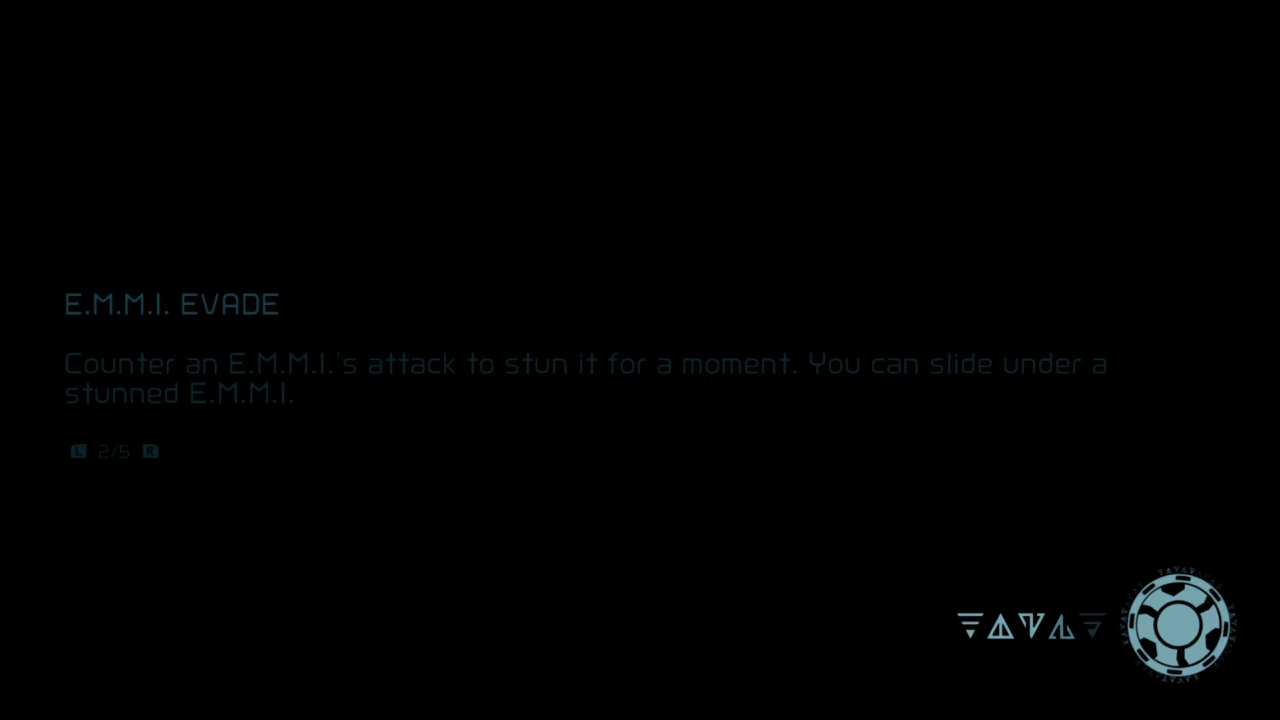 E.M.M.I. EVADE
Counter an E.M.M.I.'s attack to stun it for a moment. You can slide under a
stunned E.M.M.I.
L 2/5 R